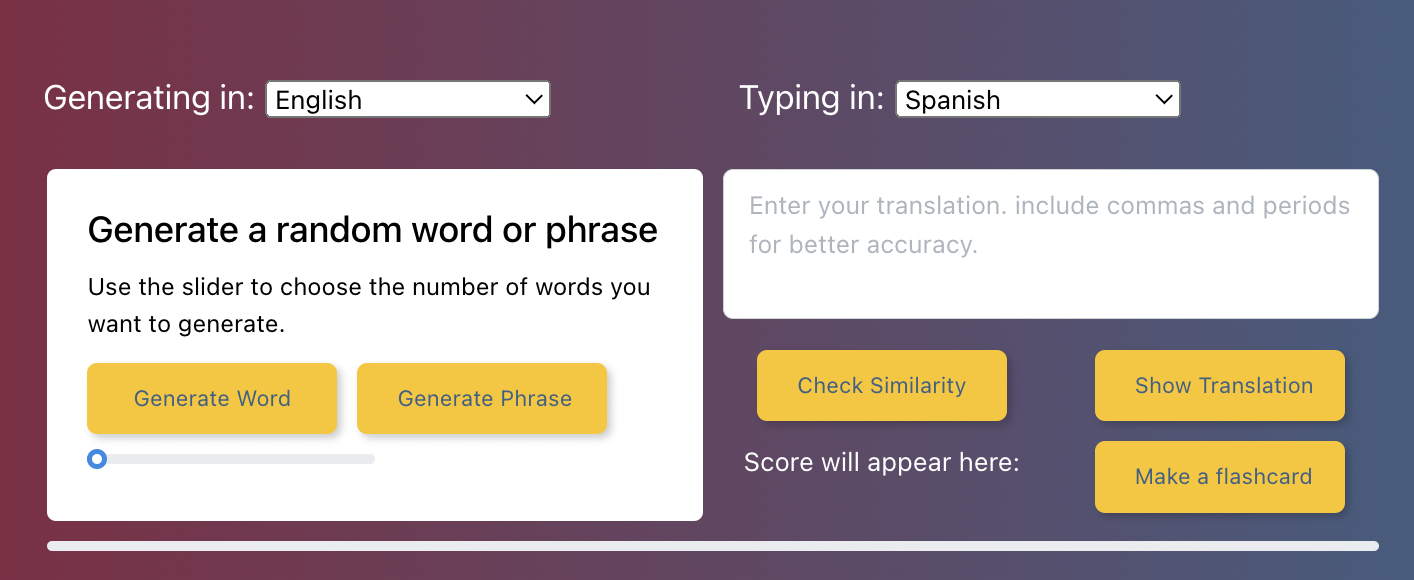 Generating in: English
Typing in: Spanish
Generate a random word or phrase
Use the slider to choose the number of words you
want to generate.
Generate Word
Generate Phrase
Enter your translation. include commas and periods
for better accuracy.
Check Similarity
Show Translation
Score will appear here:
Make a flashcard